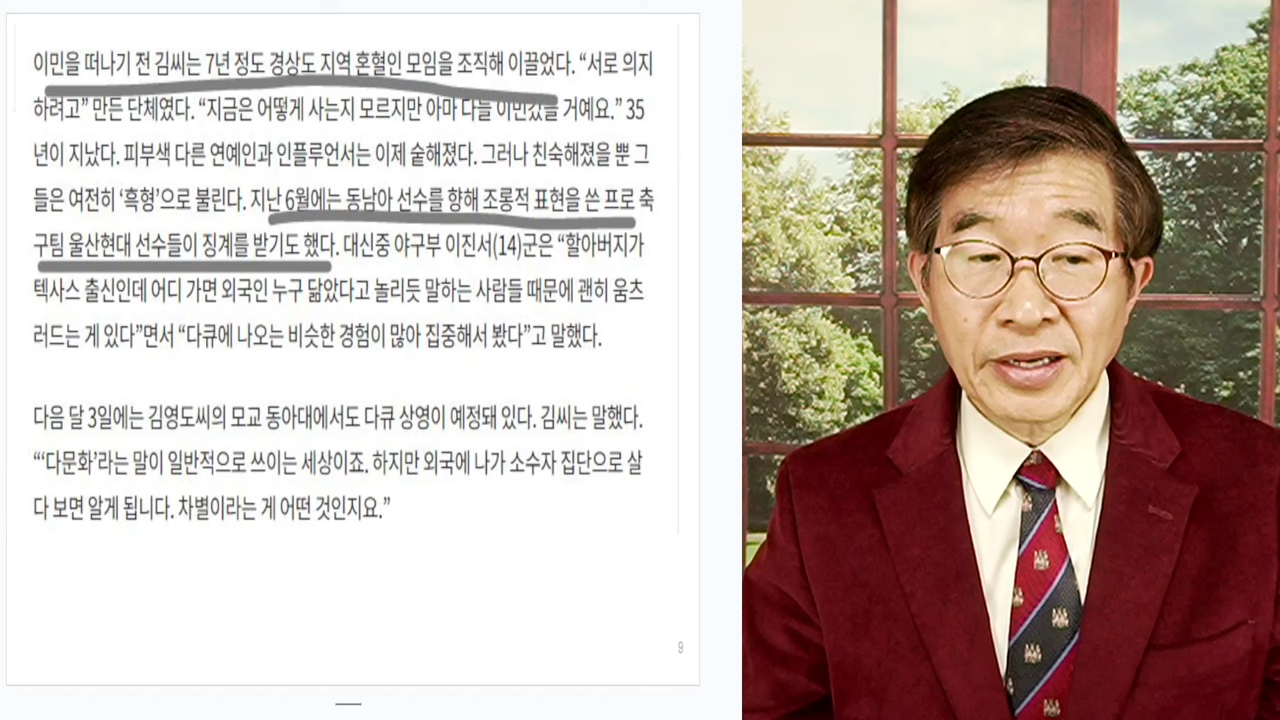 이민을 떠나기 전 김씨는 7년 정도 경상도 지역 혼혈인 모임을 조직해 이끌었다. “서로 의지
하려고” 만든 단체였다. “지금은 어떻게 사는지 모르지만 아마 다들 이민갔을 거예요.” 35
년이 지났다. 피부색 다른 연예인과 인플루언서는 이제 숱해졌다. 그러나 친숙해졌을 뿐 그
들은 여전히 ‘흑형’으로 불린다. 지난 6월에는 동남아 선수를 향해 조롱적 표현을 쓴 프로 축
구팀 울산현대 선수들이 징계를 받기도 했다. 대신중 야구부 이진서(14)군은 “할아버지가
텍사스 출신인데 어디 가면 외국인 누구 닮았다고 놀리듯 말하는 사람들 때문에 괜히 움츠
러드는 게 있다”면서 “다큐에 나오는 비슷한 경험이 많아 집중해서 봤다”고 말했다.
다음 달 3일에는 김영도씨의 모교 동아대에서도 다큐 상영이 예정돼 있다. 김씨는 말했다.
“‘다문화’라는 말이 일반적으로 쓰이는 세상이죠. 하지만 외국에 나가 소수자 집단으로 살
다 보면 알게 됩니다. 차별이라는 게 어떤 것인지요.”
9